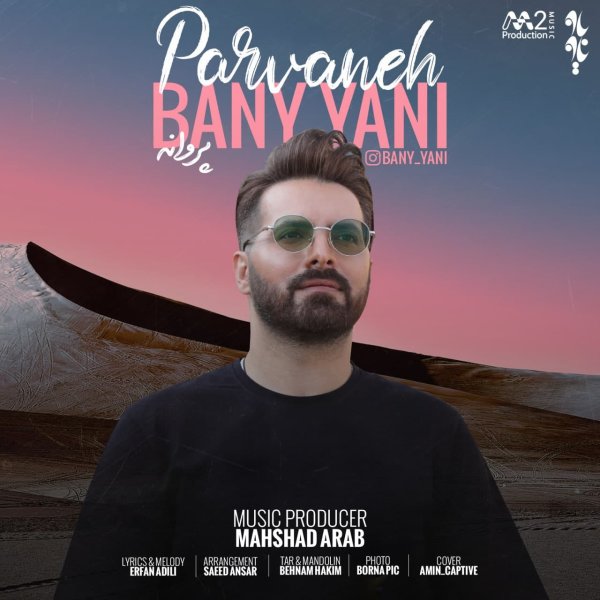 Parvaneh
BANY YANI
پروانه
BANY_YANI
M2
Production
MUSIC
MUSIC PRODUCER
MAHSHAD ARAB
LYRICS & MELODY
ERFAN ADILI
ARRANGEMENT
SAEED ANSAR
TAR & MANDOLIN
BEHNAM HAKIM
PHOTO
BORNA PIC
COVER
AMIN_CAPTIVE